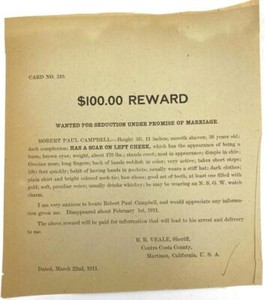 CARD NO. 243.
$100.00 REWARD
WANTED FOR SEDUCTION UNDER PROMISE OF MARRIAGE
ROBERT PAUL CAMPBELL—Height 5ft. 11 inches; smooth shaven; 26 years old;
dark complexion; HAS A SCAR ON LEFT CHEEK, which has the appearance of being a
burn; brown eyes; weight, about 170 lbs.; stands erect; neat in appearance; dimple in chin;
Grecian nose; long fingers; back of hands reddish in color; very active; takes short steps;
lifts feet quickly; habit of having hands in pockets; usually wears a stiff hat; dark clothes;
plain shirt and bright colored neck-tie; low shoes; good set of teeth, at least one filled with
gold; soft, peculiar voice; usually drinks whiskey; he may be wearing an N. S. G. W. watch
charm.
I am very anxious to locate Robert Paul Campbell, and would appreciate any informa-
tion given me. Disappeared about February 1st, 1911.
The above reward will be paid for information that will lead to his arrest and delivery
to me.
R. R. VEALE, Sheriff,
Contra Costa County,
Martinez, California, U. S. A.
Dated, March 22nd, 1911.